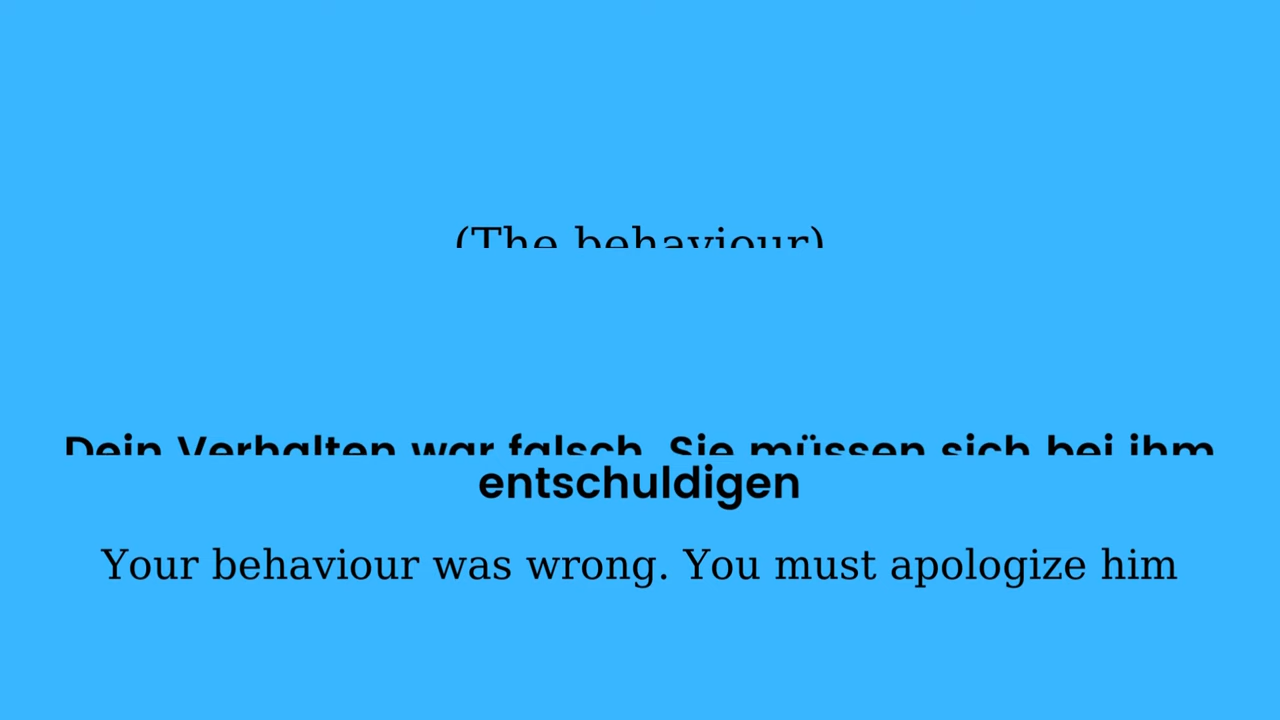 (The behaviour)
Dein Verhalten war falsch. Sie müssen sich bei ihm
entschuldigen
Your behaviour was wrong. You must apologize him